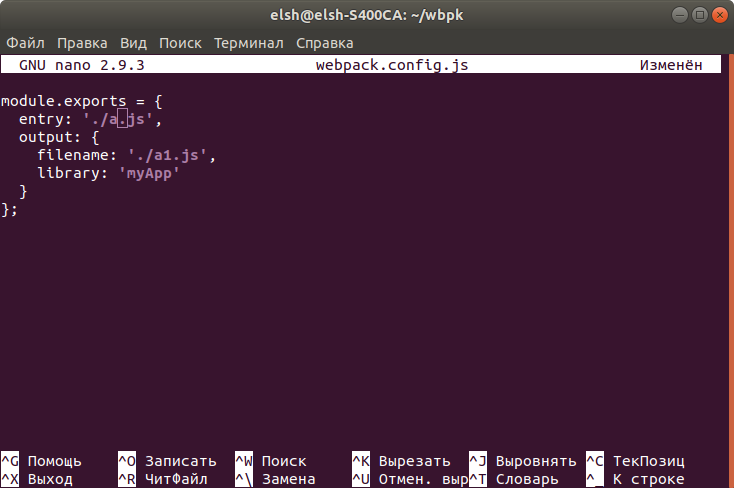 elsh@elsh-S400CA: ~/wbpk
Файл Правка Вид Поиск Терминал Справка
GNU nano 2.9.3 webpack.config.js Изменён
module.exports = {
  entry: './a.js',
  output: {
    filename: './a1.js',
    library: 'myApp'
  }
};
^G Помощь ^O Записать ^W Поиск ^K Вырезать ^J Выровнять ^C ТекПозиц
^X Выход ^R ЧитФайл ^\ Замена ^U Отмен. выр ^T Словарь ^_ К строке